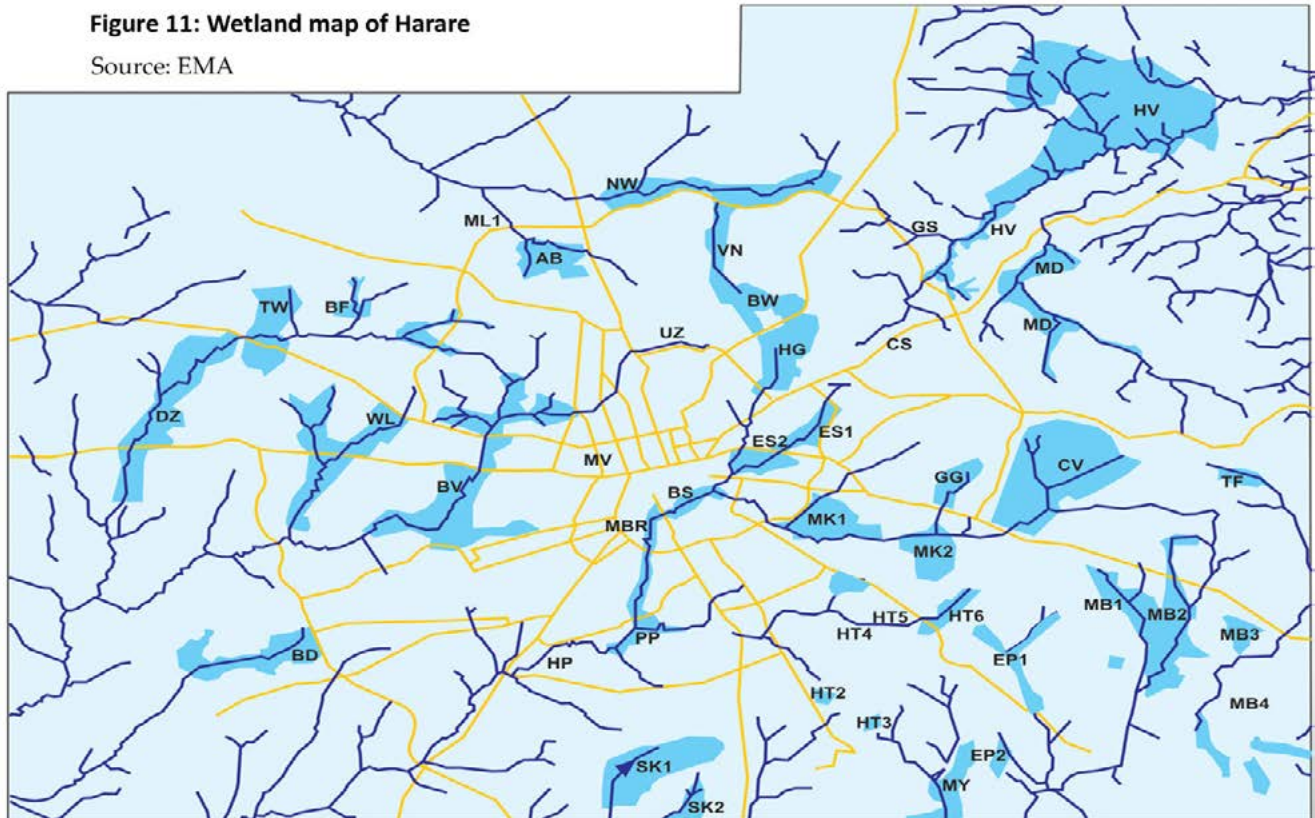 Figure 11: Wetland map of Harare
Source: EMA
HV
NW
ML1
GS
HV
VN
AB
MD
TW
BF
BW
MD
UZ
CS
HG
DZ
WL
ES2
ES1
MV
CV
BV
GGI
TF
BS
MK1
MBR
MK2
MB1
MB2
HT5
HT6
MB3
HT4
PP
BD
HP
EP1
HT2
MB4
HT3
EP2
SK1
MY
SK2